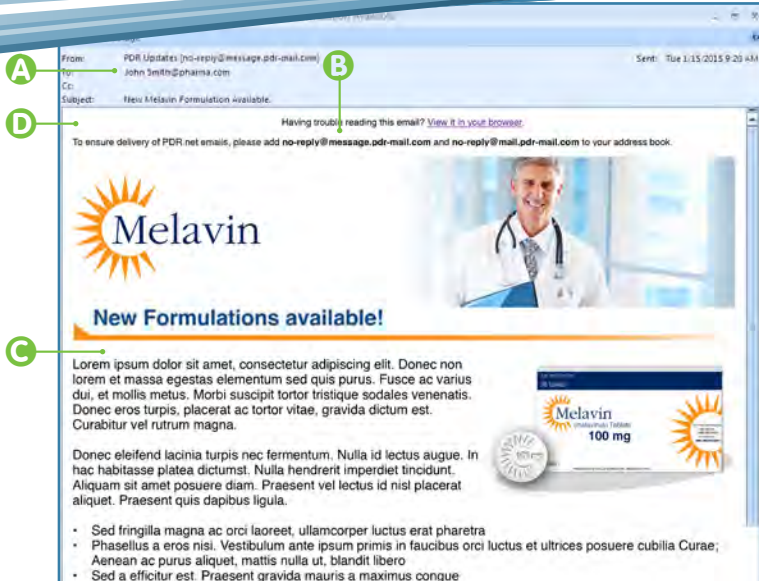 From: PDR Updates [no-reply@message.pdr-mail.com]
Sent: Tue 1/15/2015 9:20 AM
A
B
To: John Smith@pharma.com
Cc:
Subject: New Melavin Formulation Available.
D
Having trouble reading this email? View it in your browser.
To ensure delivery of PDR.net emails, please add no-reply@message.pdr-mail.com and no-reply@mail.pdr-mail.com to your address book.
Melavin
New Formulations available!
C
Lorem ipsum dolor sit amet, consectetur adipiscing elit. Donec non
lorem et massa egestas elementum sed quis purus. Fusce ac varius
dui, et mollis metus. Morbi suscipit tortor tristique sodales venenatis.
Donec eros turpis, placerat ac tortor vitae, gravida dictum est.
Curabitur vel rutrum magna.
Melavin
Tablets
100 mg
Donec eleifend lacinia turpis nec fermentum. Nulla id lectus augue. In
hac habitasse platea dictumst. Nulla hendrerit imperdiet tincidunt.
Aliquam sit amet posuere diam. Praesent vel lectus id nisl placerat
aliquet. Praesent quis dapibus ligula.
· Sed fringilla magna ac orci laoreet, ullamcorper luctus erat pharetra
· Phasellus a eros nisi. Vestibulum ante ipsum primis in faucibus orci luctus et ultrices posuere cubilia Curae;
Aenean ac purus aliquet, mattis nulla ut, blandit libero
· Sed a efficitur est. Praesent gravida mauris a maximus congue